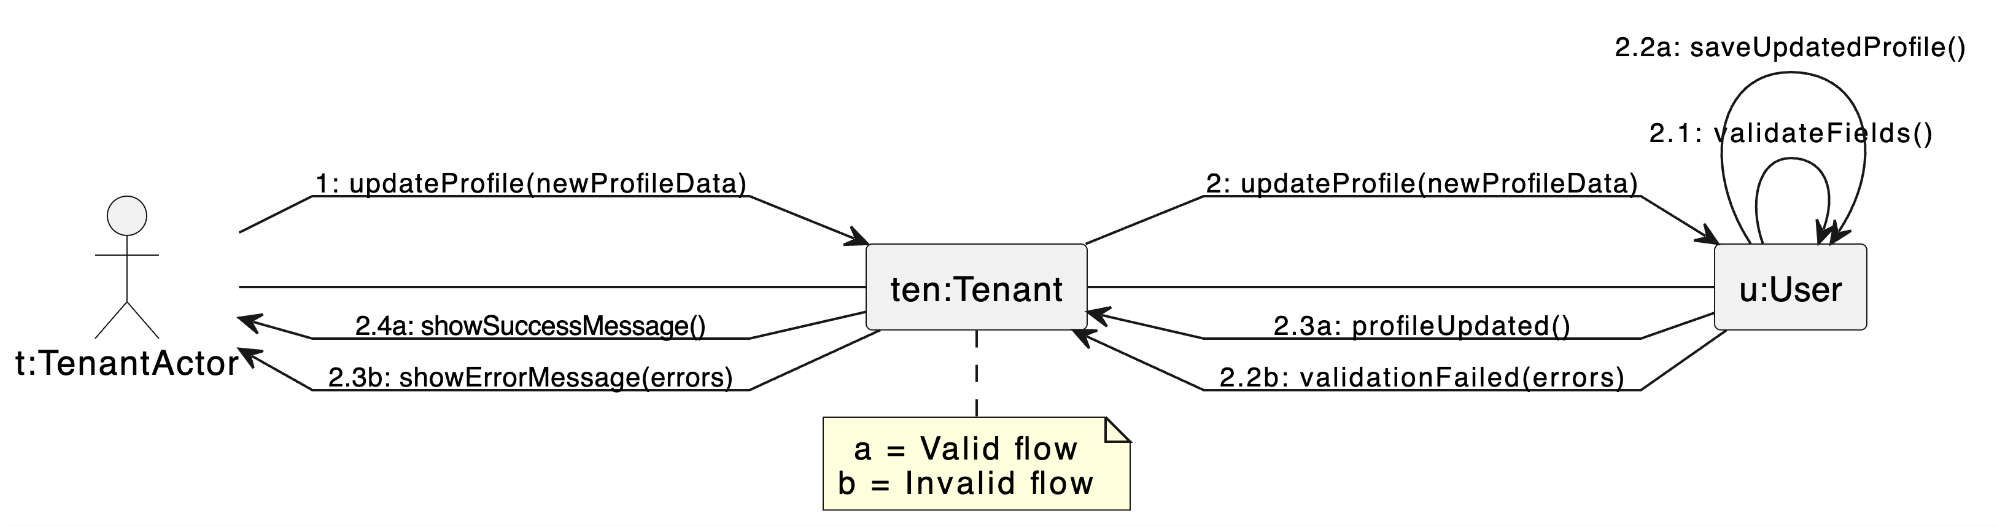 2.2a: saveUpdatedProfile()
2.1: validateFields()
1: updateProfile(newProfileData)
2: updateProfile(newProfileData)
ten:Tenant
u:User
2.4a: showSuccessMessage()
2.3a: profileUpdated()
t:TenantActor
2.3b: showErrorMessage(errors)
2.2b: validationFailed(errors)
a = Valid flow
b = Invalid flow